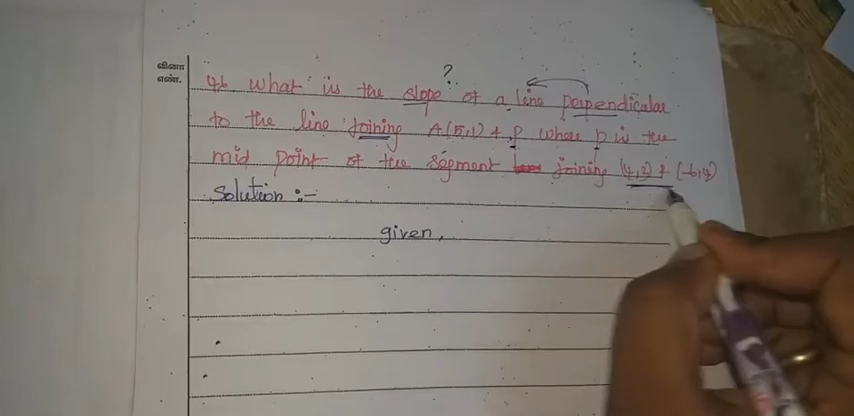 வினா
எண்.
?
46 what is the slope of a line perpendicular
to the line joining A(5,1) & P where p is the
mid point of the segment joining (4,2) & (-6,4)
Solution :-
given,